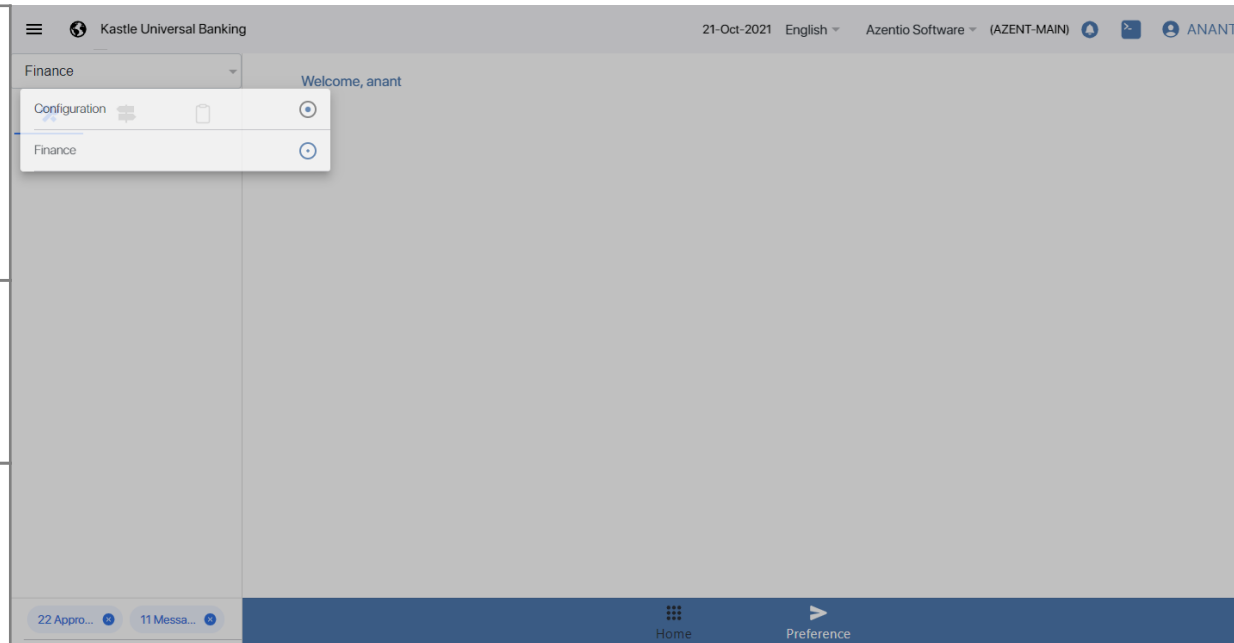 Kastle Universal Banking 21-Oct-2021 English Azentio Software (AZENT-MAIN) ANANT
Finance
Welcome, anant
Configuration
Finance
22 Appro... 11 Messa...
Home Preference